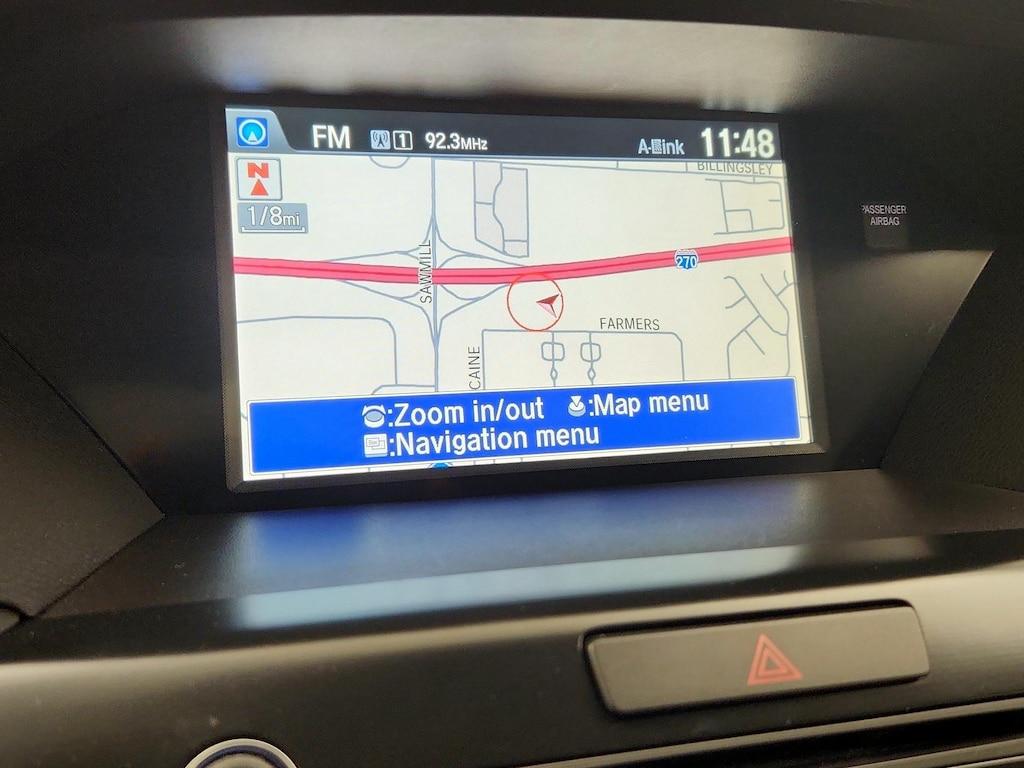 FM 1 92.3MHz A-Link 11:48
N
1/8mi
BILLINGSLEY
SAWMILL
270
FARMERS
CAINE
:Zoom in/out :Map menu
:Navigation menu
PASSENGER
AIRBAG